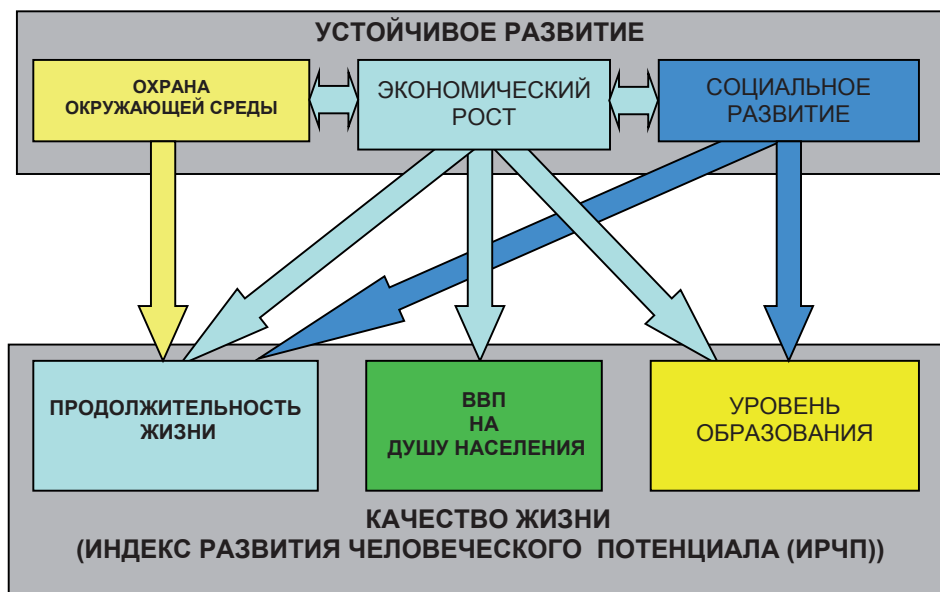 УСТОЙЧИВОЕ РАЗВИТИЕ
ОХРАНА
ОКРУЖАЮЩЕЙ СРЕДЫ
ЭКОНОМИЧЕСКИЙ
РОСТ
СОЦИАЛЬНОЕ
РАЗВИТИЕ
ПРОДОЛЖИТЕЛЬНОСТЬ
ЖИЗНИ
ВВП
НА
ДУШУ НАСЕЛЕНИЯ
УРОВЕНЬ
ОБРАЗОВАНИЯ
КАЧЕСТВО ЖИЗНИ
(ИНДЕКС РАЗВИТИЯ ЧЕЛОВЕЧЕСКОГО ПОТЕНЦИАЛА (ИРЧП))